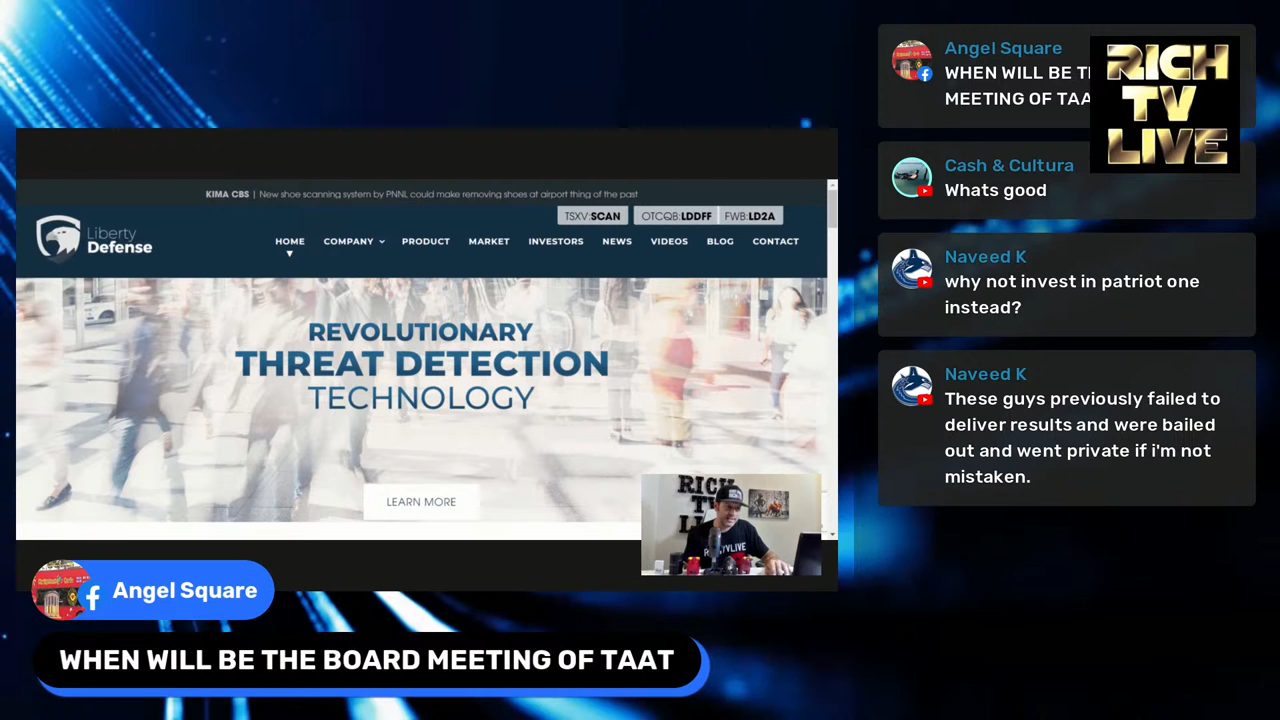 Angel Square
WHEN WILL BE T
MEETING OF TAA
RICH
TV
LIVE
Cash & Cultura
Whats good
Naveed K
why not invest in patriot one
instead?
Naveed K
These guys previously failed to
deliver results and were bailed
out and went private if i'm not
mistaken.
KIMA CBS | New shoe scanning system by PNNL could make removing shoes at airport thing of the past
TSXV:SCAN OTCQB:LDDFF FWB:LD2A
Liberty
Defense
HOME COMPANY PRODUCT MARKET INVESTORS NEWS VIDEOS BLOG CONTACT
REVOLUTIONARY
THREAT DETECTION
TECHNOLOGY
LEARN MORE
RICH
TV
Angel Square
WHEN WILL BE THE BOARD MEETING OF TAAT